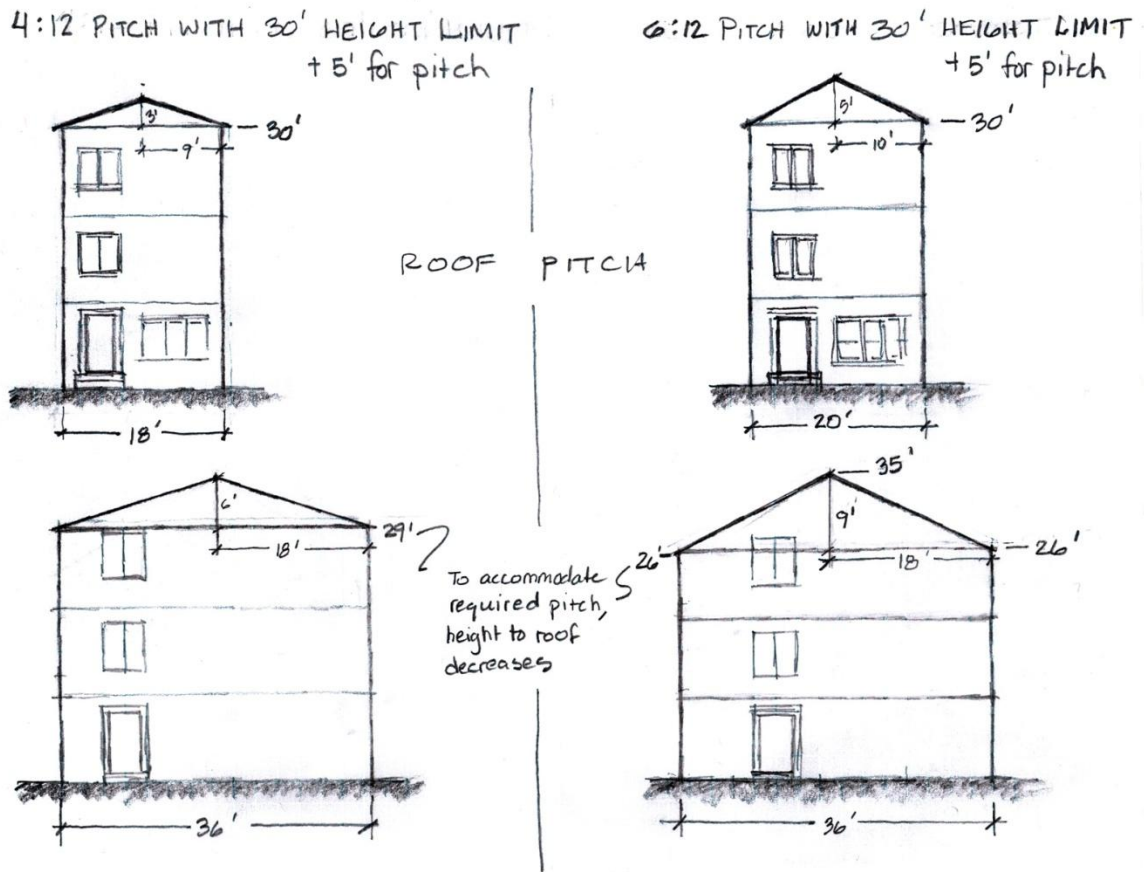 4:12 PITCH WITH 30' HEIGHT LIMIT
+ 5' for pitch
6:12 PITCH WITH 30' HEIGHT LIMIT
+ 5' for pitch
3'
30'
9'
18'
5'
30'
10'
20'
ROOF PITCH
6'
29'
18'
36'
To accommodate
required pitch,
height to roof
decreases
35'
9'
26'
26'
18'
36'